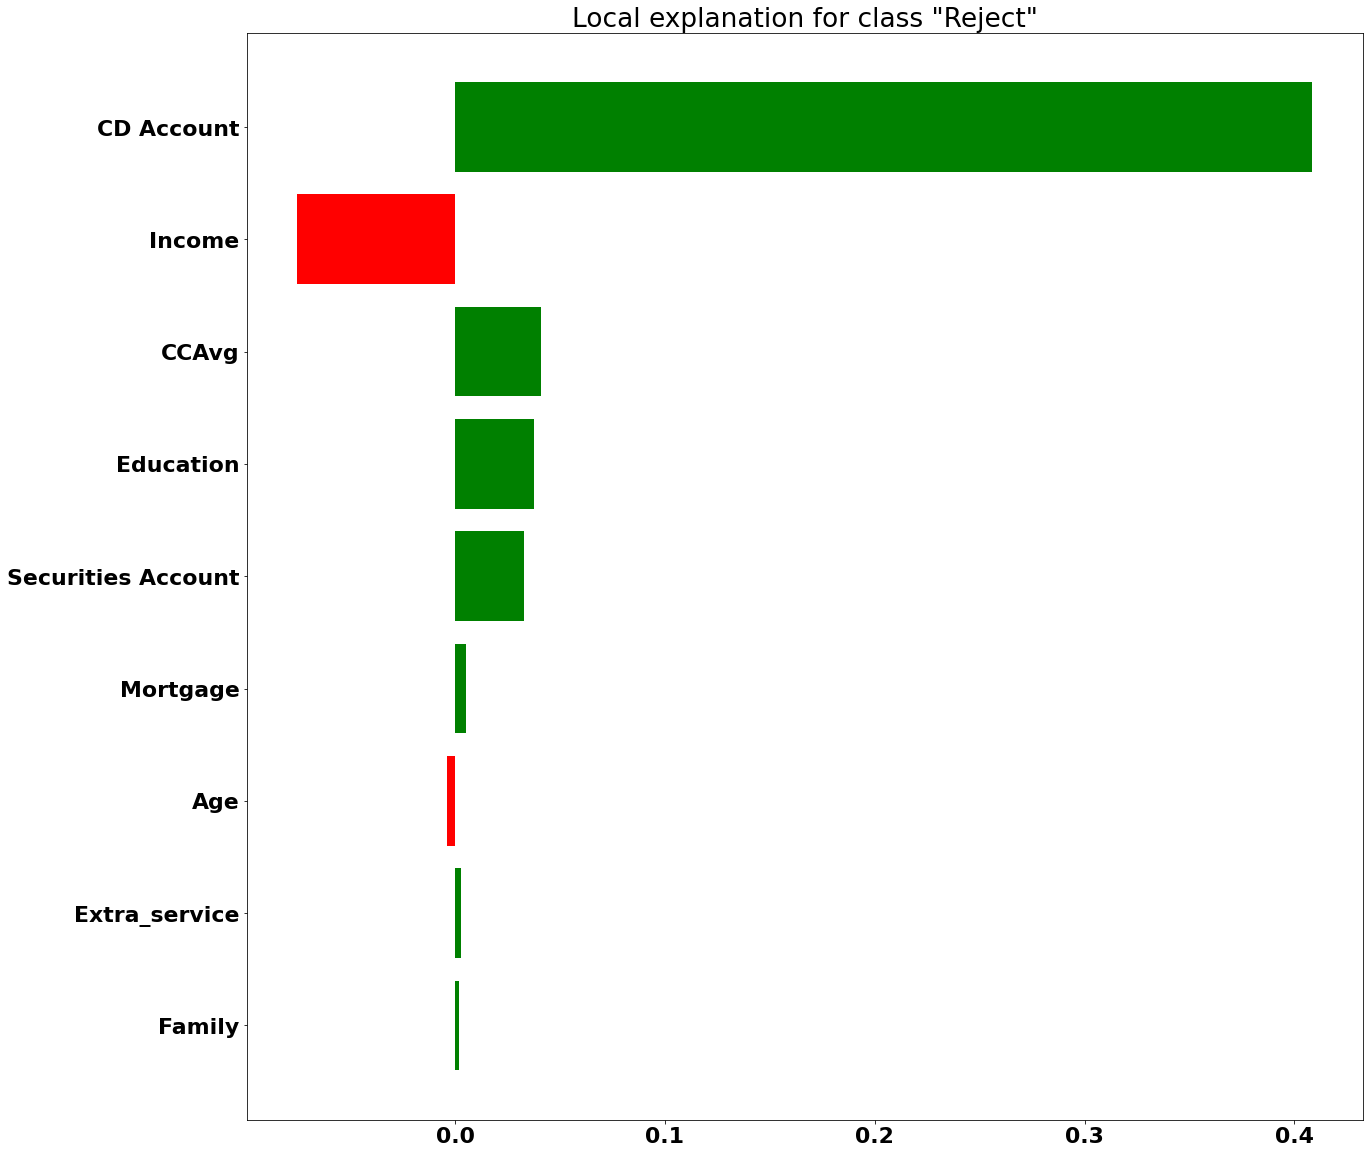 Local explanation for class "Reject"
CD Account
Income
CCAvg
Education
Securities Account
Mortgage
Age
Extra_service
Family
0.0 0.1 0.2 0.3 0.4